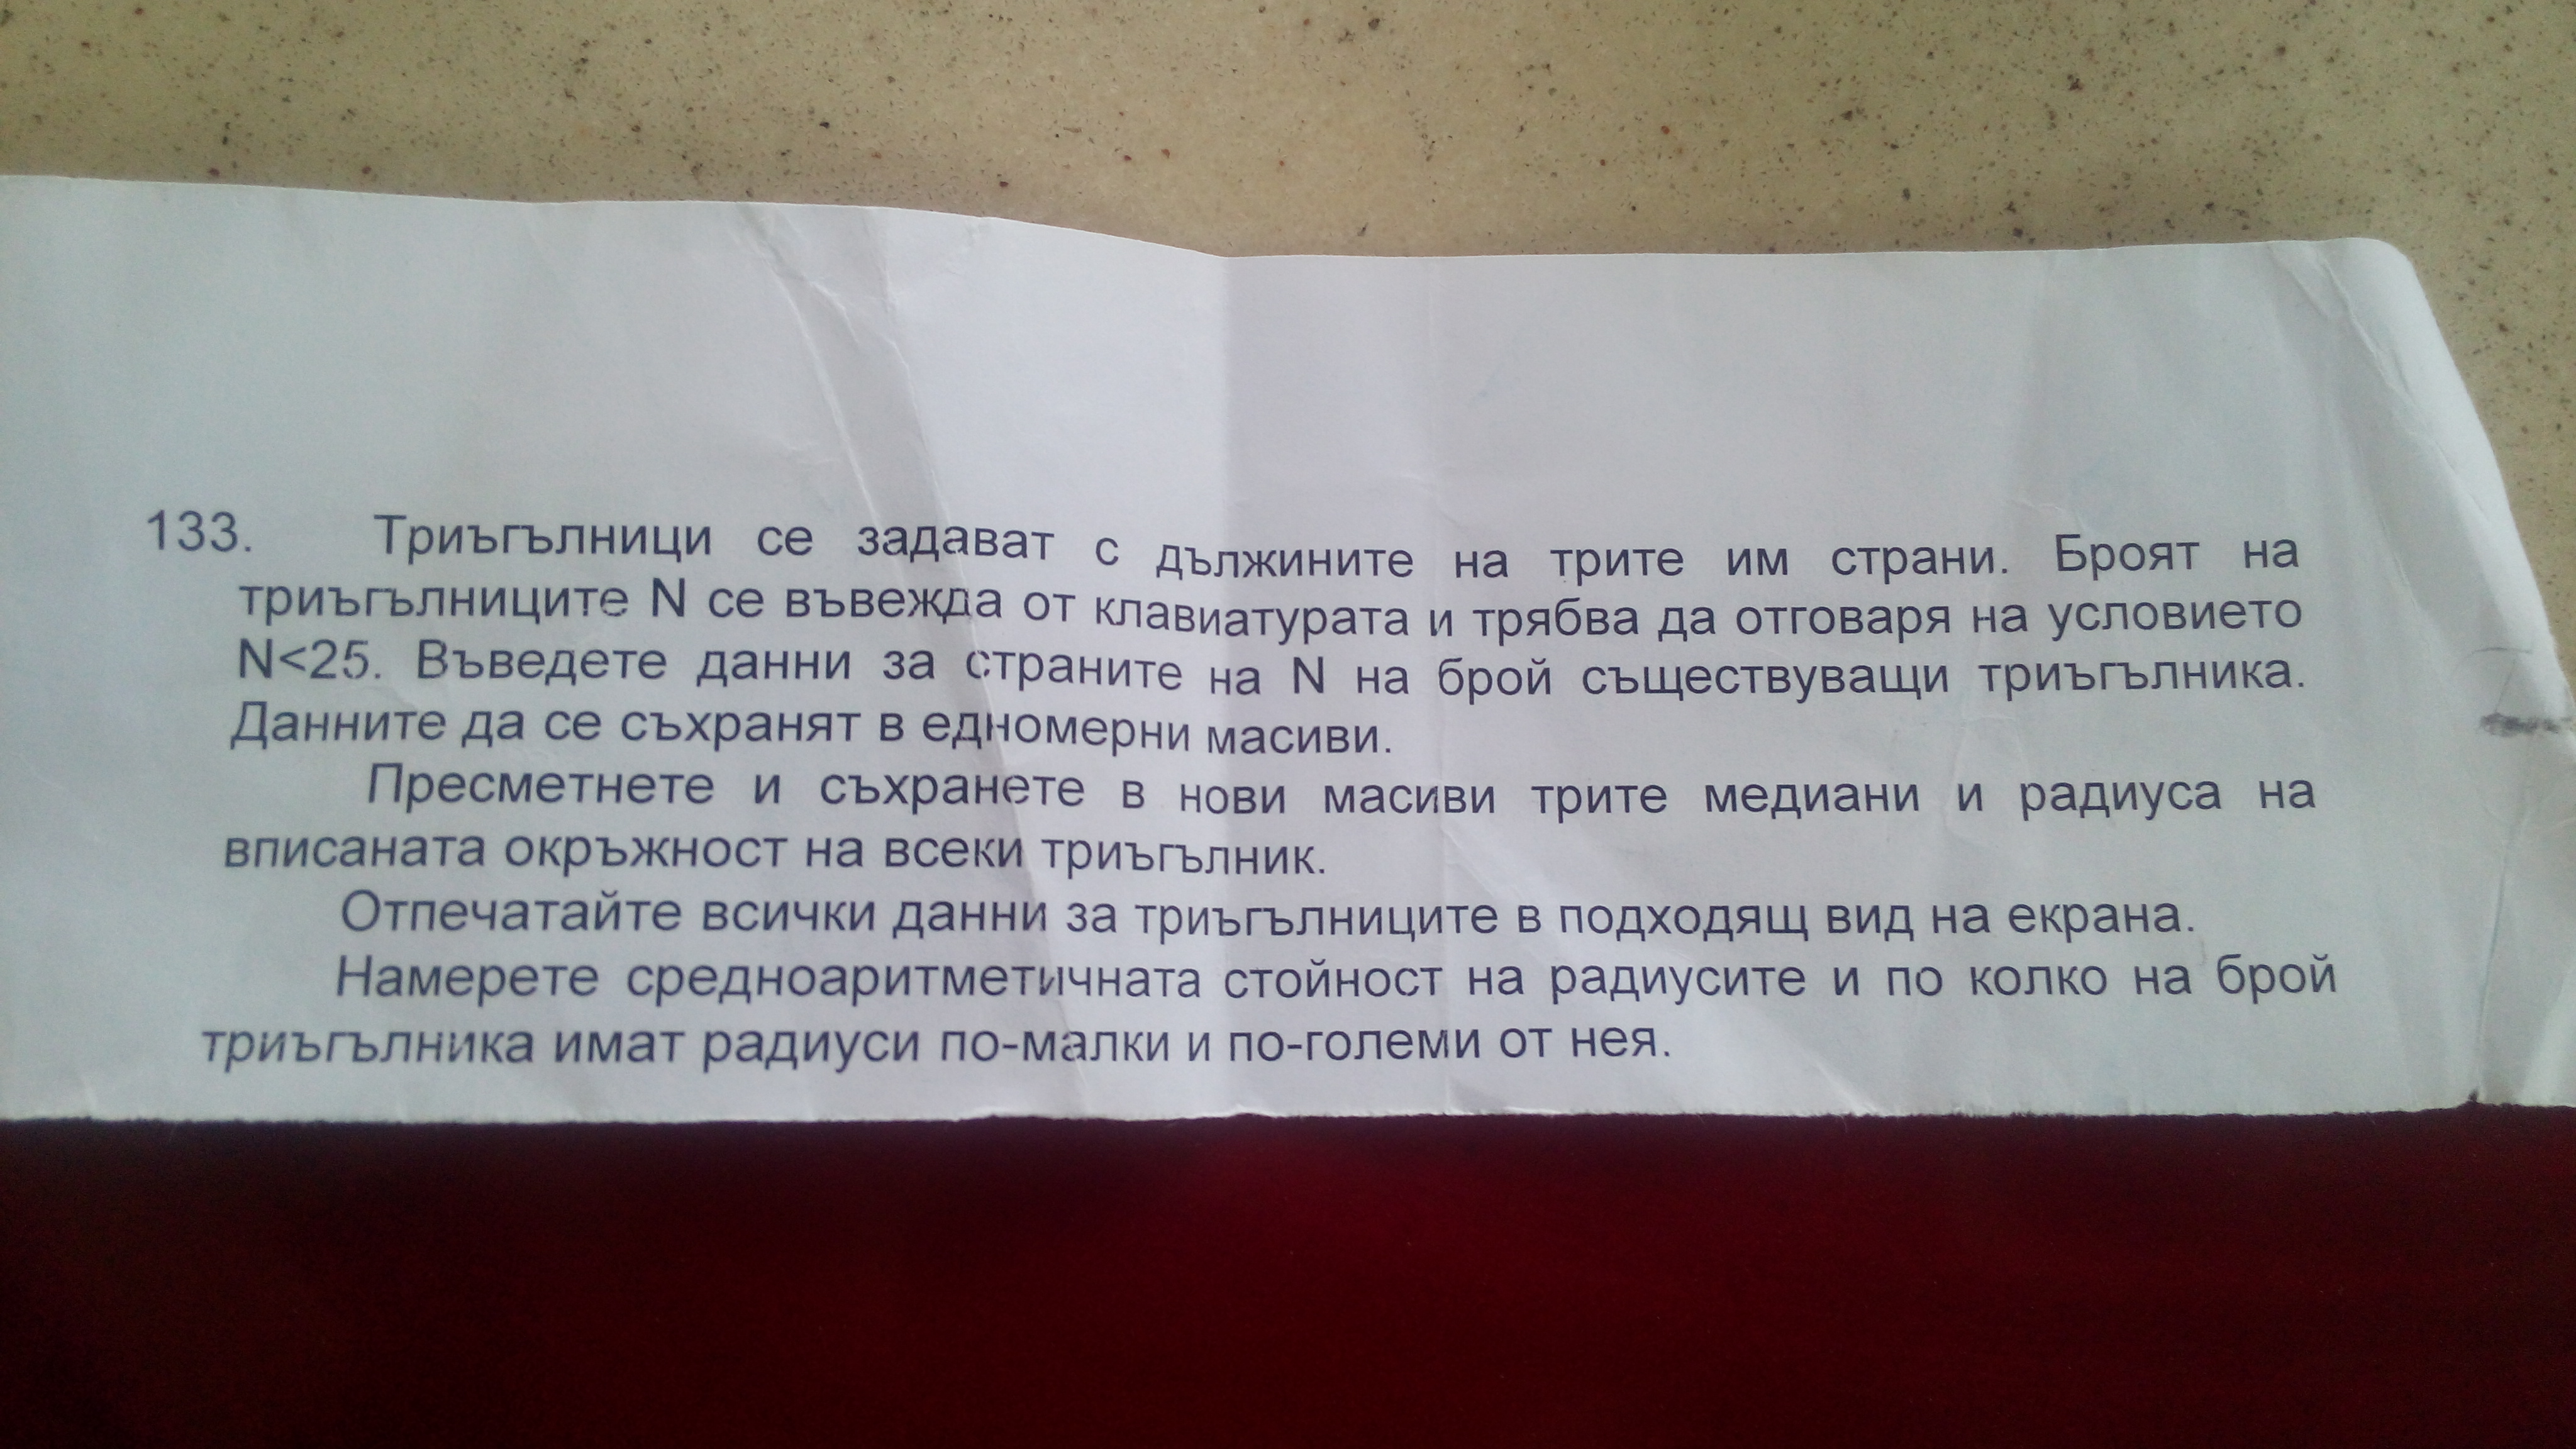 133. Триъгълници се задават с дължините на трите им страни. Броят на
триъгълниците N се въвежда от клавиатурата и трябва да отговаря на условието
N<25. Въведете данни за страните на N на брой съществуващи триъгълника.
Данните да се съхранят в едномерни масиви.
Пресметнете и съхранете в нови масиви трите медиани и радиуса на
вписаната окръжност на всеки триъгълник.
Отпечатайте всички данни за триъгълниците в подходящ вид на екрана.
Намерете средноаритметичната стойност на радиусите и по колко на брой
триъгълника имат радиуси по-малки и по-големи от нея.